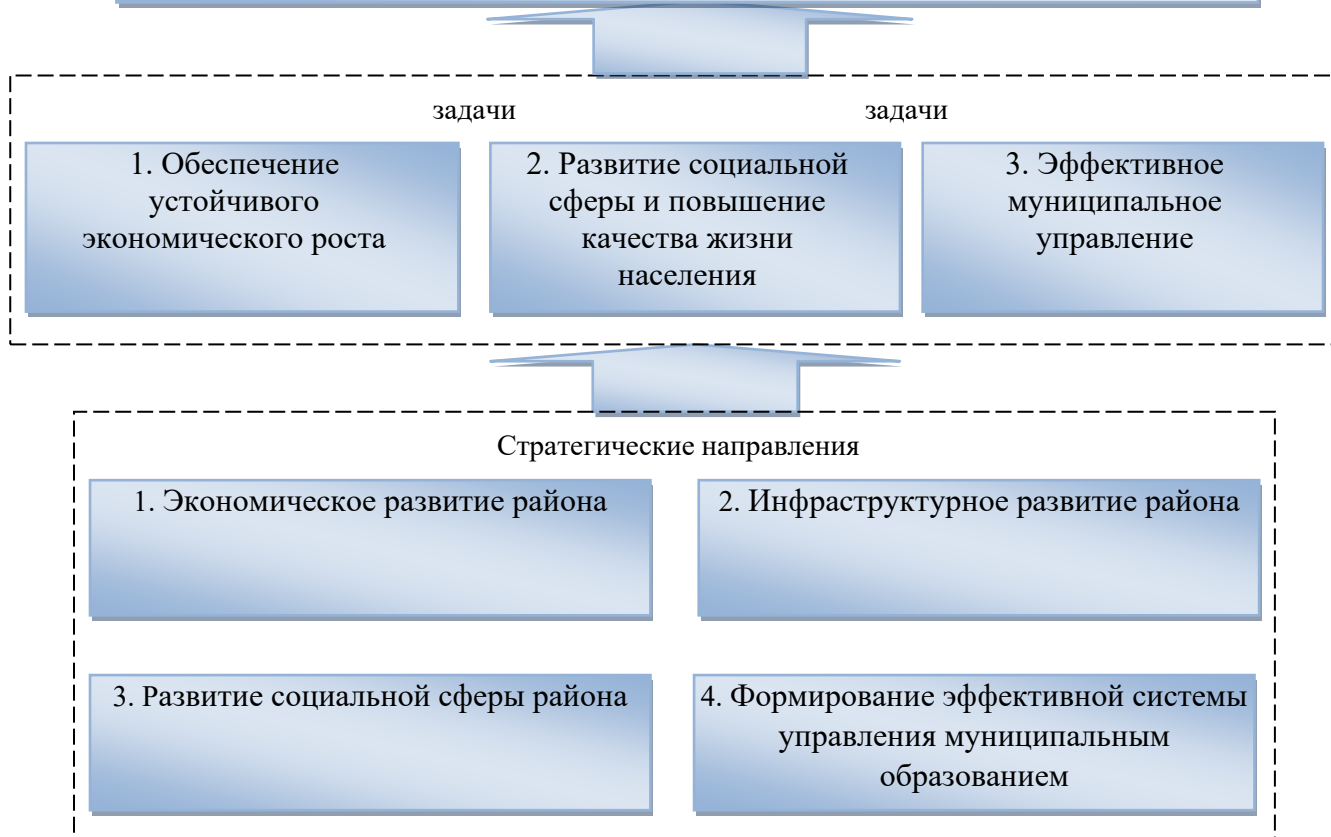 задачи задачи
1. Обеспечение
устойчивого
экономического роста
2. Развитие социальной
сферы и повышение
качества жизни
населения
3. Эффективное
муниципальное
управление
Стратегические направления
1. Экономическое развитие района
2. Инфраструктурное развитие района
3. Развитие социальной сферы района
4. Формирование эффективной системы
управления муниципальным
образованием